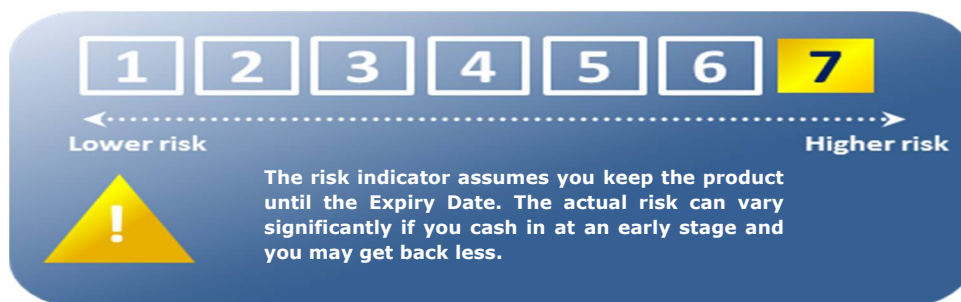 1 2 3 4 5 6 7
Lower risk Higher risk
!
The risk indicator assumes you keep the product
until the Expiry Date. The actual risk can vary
significantly if you cash in at an early stage and
you may get back less.